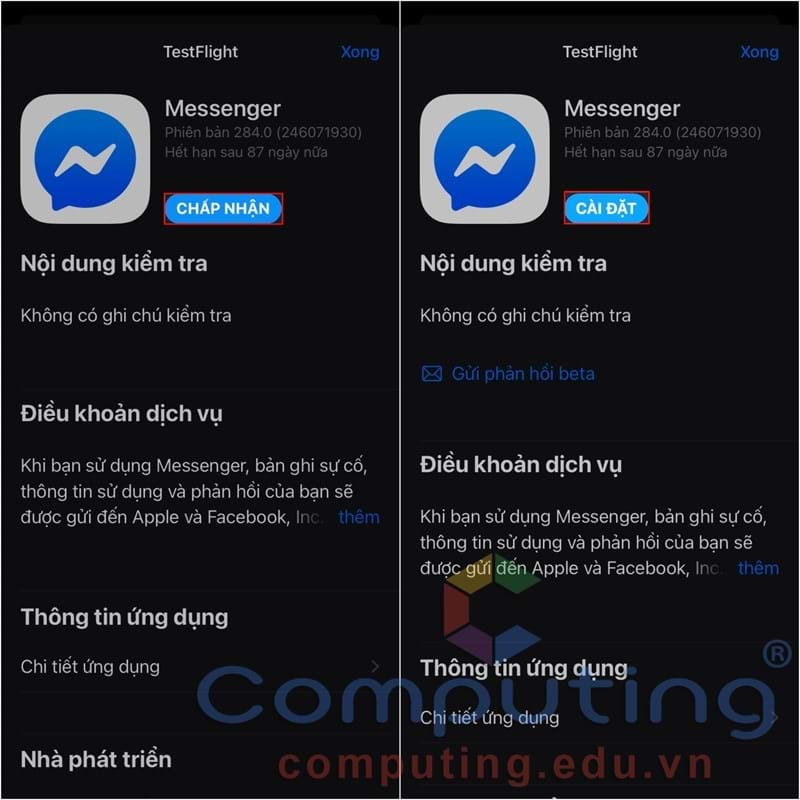 TestFlight
Xong
Messenger
Phiên bản 284.0 (246071930)
Hết hạn sau 87 ngày nữa
CHẤP NHẬN
Nội dung kiểm tra
Không có ghi chú kiểm tra
Điều khoản dịch vụ
Khi bạn sử dụng Messenger, bản ghi sự cố,
thông tin sử dụng và phản hồi của bạn sẽ
được gửi đến Apple và Facebook, Inc. thêm
Thông tin ứng dụng
Chi tiết ứng dụng
Nhà phát triển
TestFlight
Xong
Messenger
Phiên bản 284.0 (246071930)
Hết hạn sau 87 ngày nữa
CÀI ĐẶT
Nội dung kiểm tra
Không có ghi chú kiểm tra
Gửi phản hồi beta
Điều khoản dịch vụ
Khi bạn sử dụng Messenger, bản ghi sự cố,
thông tin sử dụng và phản hồi của bạn sẽ
được gửi đến Apple và Facebook, Inc. thêm
Thông tin ứng dụng
Chi tiết ứng dụng
Computing®
computing.edu.vn